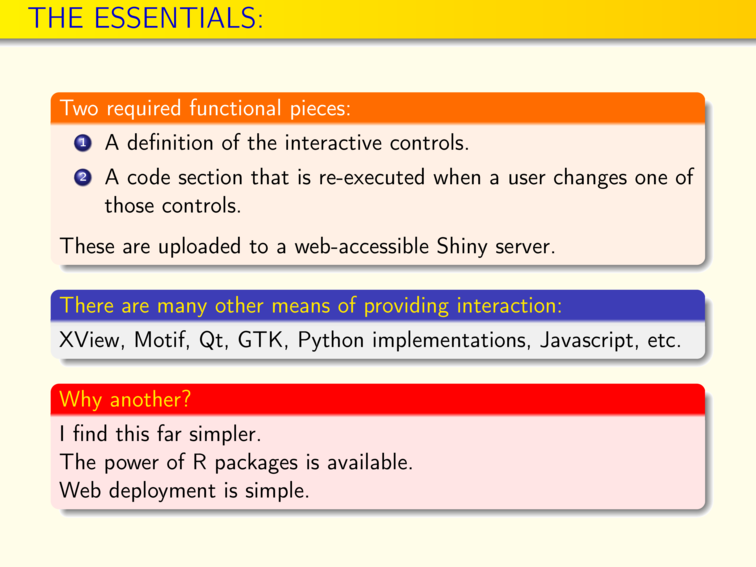 THE ESSENTIALS:
Two required functional pieces:
1 A definition of the interactive controls.
2 A code section that is re-executed when a user changes one of
those controls.
These are uploaded to a web-accessible Shiny server.
There are many other means of providing interaction:
XView, Motif, Qt, GTK, Python implementations, Javascript, etc.
Why another?
I find this far simpler.
The power of R packages is available.
Web deployment is simple.